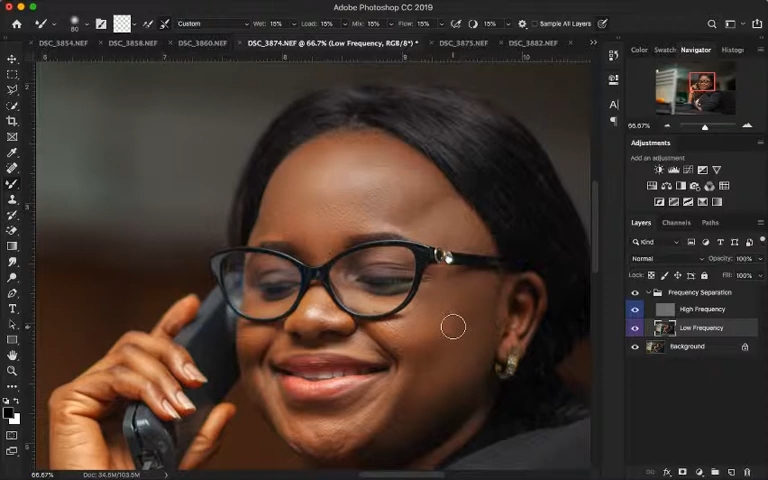 Adobe Photoshop CC 2019
80
Custom
Wet: 15%
Load: 15%
Mix: 15%
Flow: 15%
15%
Sample All Layers
DSC_3854.NEF
DSC_3858.NEF
DSC_3860.NEF
DSC_3874.NEF @ 66.7% (Low Frequency, RGB/8*) *
DSC_3875.NEF
DSC_3882.NEF
Color
Swatch
Navigator
Histog
66.67%
Adjustments
Add an adjustment
Layers
Channels
Paths
Kind
Normal
Opacity: 100%
Lock:
Fill: 100%
Frequency Separation
High Frequency
Low Frequency
Background
66.67%
Doc: 34.5M/103.5M